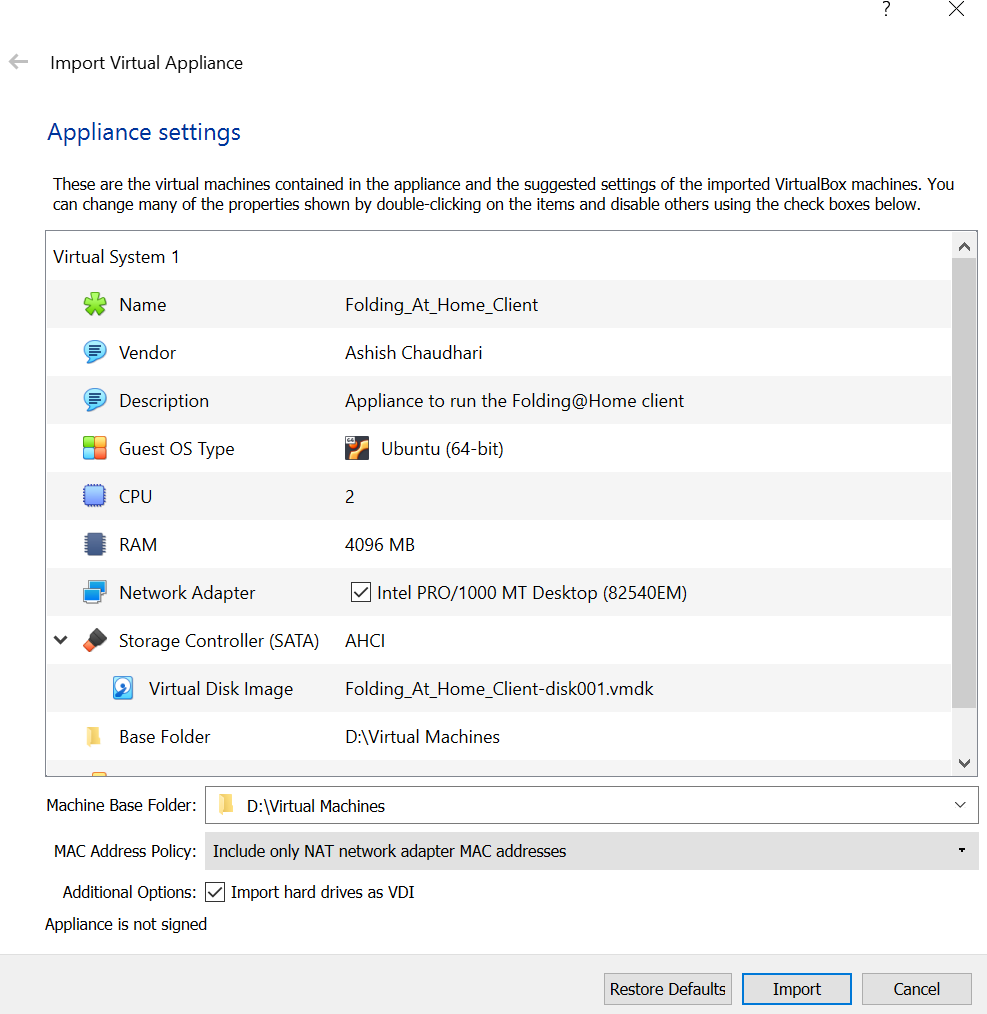 ?
Import Virtual Appliance
Appliance settings
These are the virtual machines contained in the appliance and the suggested settings of the imported VirtualBox machines. You
can change many of the properties shown by double-clicking on the items and disable others using the check boxes below.
Virtual System 1
Name Folding_At_Home_Client
Vendor Ashish Chaudhari
Description Appliance to run the Folding@Home client
Guest OS Type 64 Ubuntu (64-bit)
CPU 2
RAM 4096 MB
Network Adapter Intel PRO/1000 MT Desktop (82540EM)
Storage Controller (SATA) AHCI
Virtual Disk Image Folding_At_Home_Client-disk001.vmdk
Base Folder D:\Virtual Machines
Machine Base Folder: D:\Virtual Machines
MAC Address Policy: Include only NAT network adapter MAC addresses
Additional Options: Import hard drives as VDI
Appliance is not signed
Restore Defaults Import Cancel